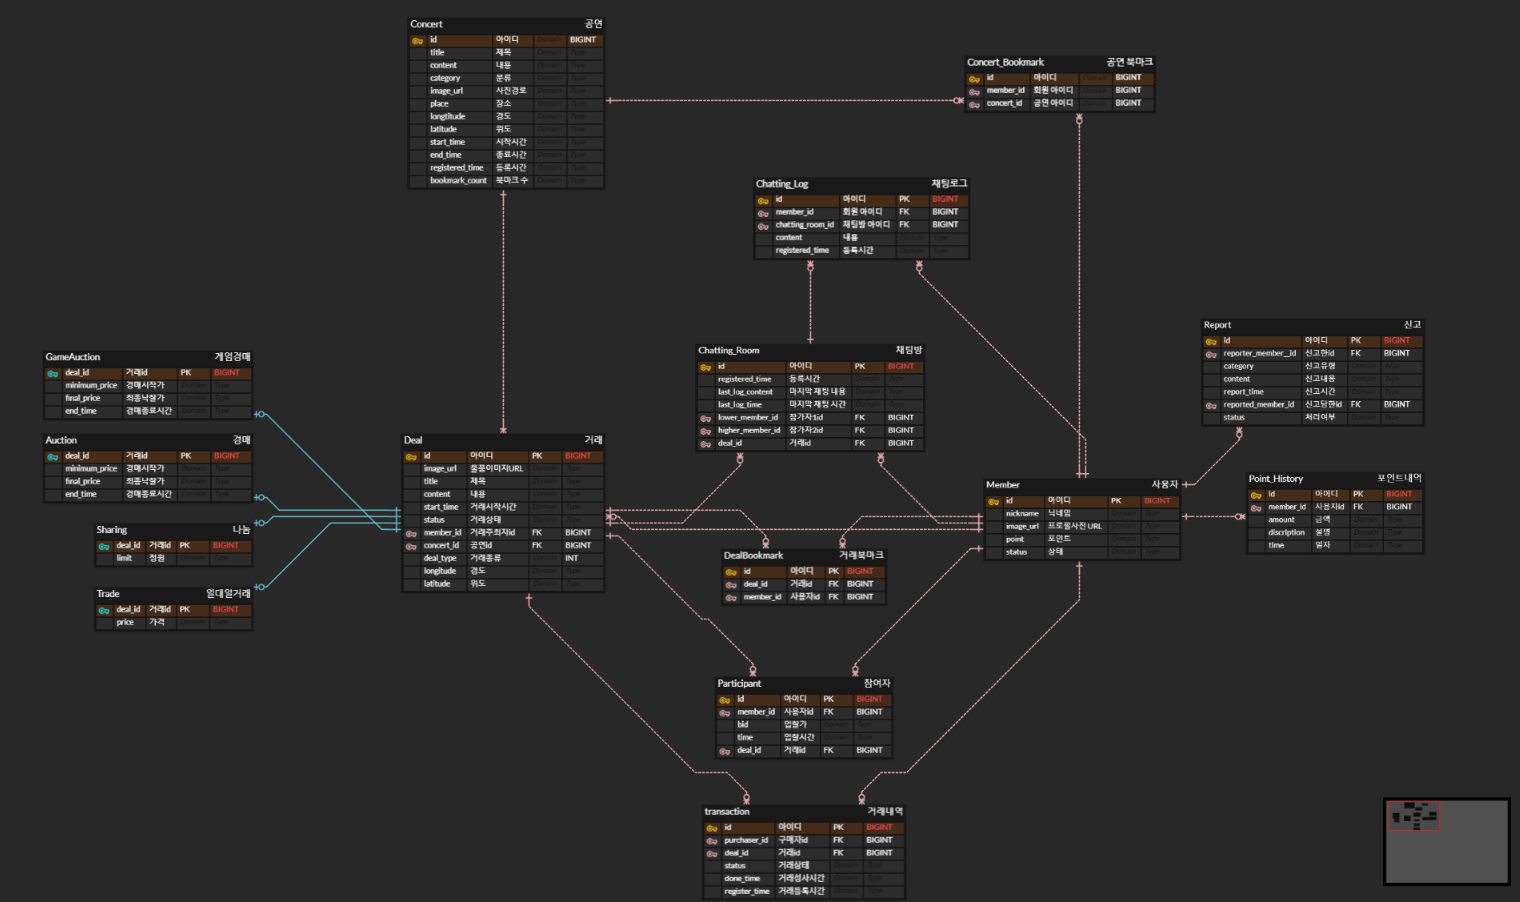 Concert 공연
id 아이디 BIGINT
title 제목
content 내용
category 분류
image_url 사진경로
place 장소
longtitude 경도
latitude 위도
start_time 시작시간
end_time 종료시간
registered_time 등록시간
bookmark_count 북마크 수
Concert_Bookmark 공연 북마크
id 아이디 BIGINT
member_id 회원 아이디 BIGINT
concert_id 공연 아이디 BIGINT
Chatting_Log 채팅로그
id 아이디 PK BIGINT
member_id 회원 아이디 FK BIGINT
chatting_room_id 채팅방 아이디 FK BIGINT
content 내용
registered_time 등록시간
Chatting_Room 채팅방
id 아이디 PK BIGINT
registered_time 등록시간
last_log_content 마지막 채팅 내용
last_log_time 마지막 채팅 시간
lower_member_id 참가자1id FK BIGINT
higher_member_id 참가자2id FK BIGINT
deal_id 거래id FK BIGINT
Report 신고
id 아이디 PK BIGINT
reporter_member__id 신고한id FK BIGINT
category 신고유형
content 신고내용
report_time 신고시간
reported_member_id 신고당한id FK BIGINT
status 처리여부
GameAuction 게임경매
deal_id 거래id PK BIGINT
minimum_price 경매시작가
final_price 최종낙찰가
end_time 경매종료시간
Auction 경매
deal_id 거래id PK BIGINT
minimum_price 경매시작가
final_price 최종낙찰가
end_time 경매종료시간
Sharing 나눔
deal_id 거래id PK BIGINT
limit 정원
Trade 일대일거래
deal_id 거래id PK BIGINT
price 가격
Deal 거래
id 아이디 PK BIGINT
image_url 물품이미지URL
title 제목
content 내용
start_time 거래시작시간
status 거래상태
member_id 거래주최자id FK BIGINT
concert_id 공연id FK BIGINT
deal_type 거래종류 INT
longitude 경도
latitude 위도
Member 사용자
id 아이디 PK BIGINT
nickname 닉네임
image_url 프로필사진 URL
point 포인트
status 상태
Point_History 포인트내역
id 아이디 PK BIGINT
member_id 사용자id FK BIGINT
amount 금액
discription 설명
time 일자
DealBookmark 거래북마크
id 아이디 PK BIGINT
deal_id 거래id FK BIGINT
member_id 사용자id FK BIGINT
Participant 참여자
id 아이디 PK BIGINT
member_id 사용자id FK BIGINT
bid 입찰가
time 입찰시간
deal_id 거래id FK BIGINT
transaction 거래내역
id 아이디 PK BIGINT
purchaser_id 구매자id FK BIGINT
deal_id 거래id FK BIGINT
status 거래상태
done_time 거래성사시간
register_time 거래등록시간